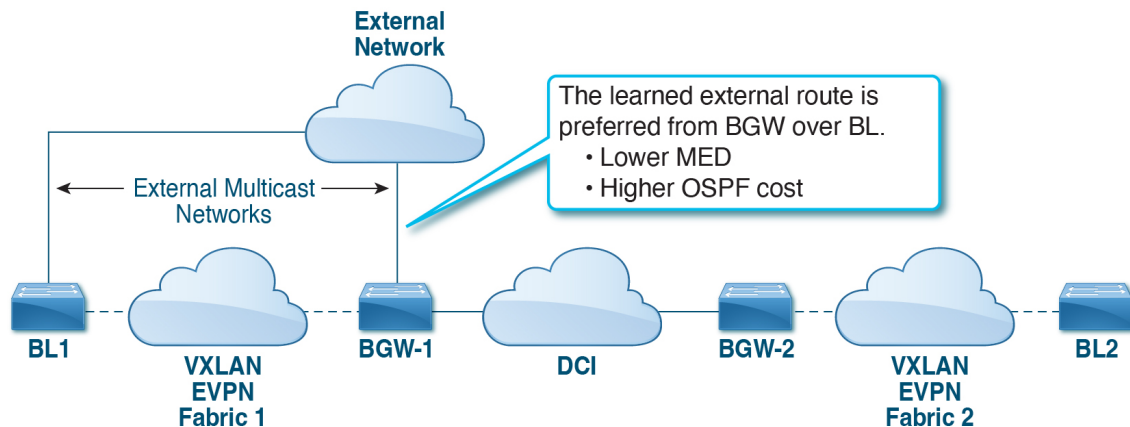 External
Network
The learned external route is
preferred from BGW over BL.
• Lower MED
• Higher OSPF cost
External Multicast
Networks
BL1
VXLAN
EVPN
Fabric 1
BGW-1
DCI
BGW-2
VXLAN
EVPN
Fabric 2
BL2